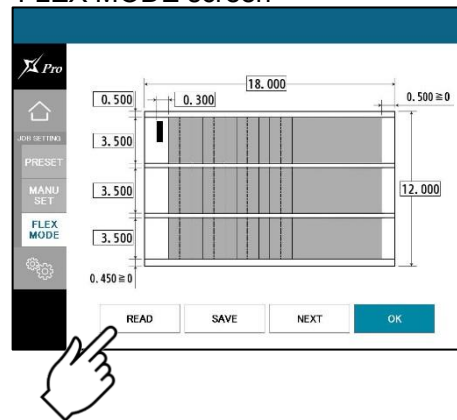 FLEX MODE screen
Pro
18.000
0.500
0.300
0.500≧0
JOB SETTING
3.500
PRESET
3.500
12.000
MANU
SET
FLEX
MODE
3.500
0.450≧0
READ
SAVE
NEXT
OK